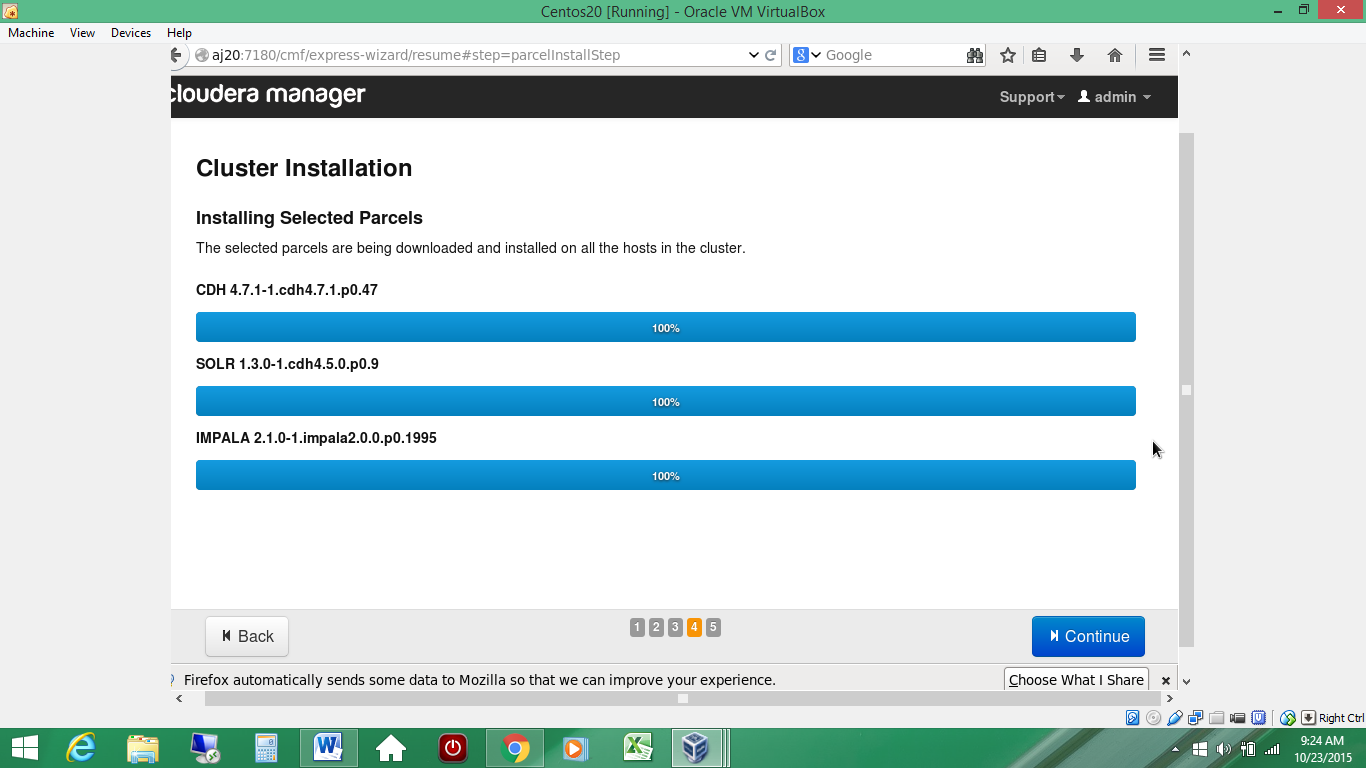 Centos20 [Running] - Oracle VM VirtualBox
Machine View Devices Help
aj20:7180/cmf/express-wizard/resume#step=parcelInstallStep
8 Google
cloudera manager
Support admin
Cluster Installation
Installing Selected Parcels
The selected parcels are being downloaded and installed on all the hosts in the cluster.
CDH 4.7.1-1.cdh4.7.1.p0.47
100%
SOLR 1.3.0-1.cdh4.5.0.p0.9
100%
IMPALA 2.1.0-1.impala2.0.0.p0.1995
100%
Back 1 2 3 4 5 Continue
Firefox automatically sends some data to Mozilla so that we can improve your experience. Choose What I Share
Right Ctrl
9:24 AM
10/23/2015